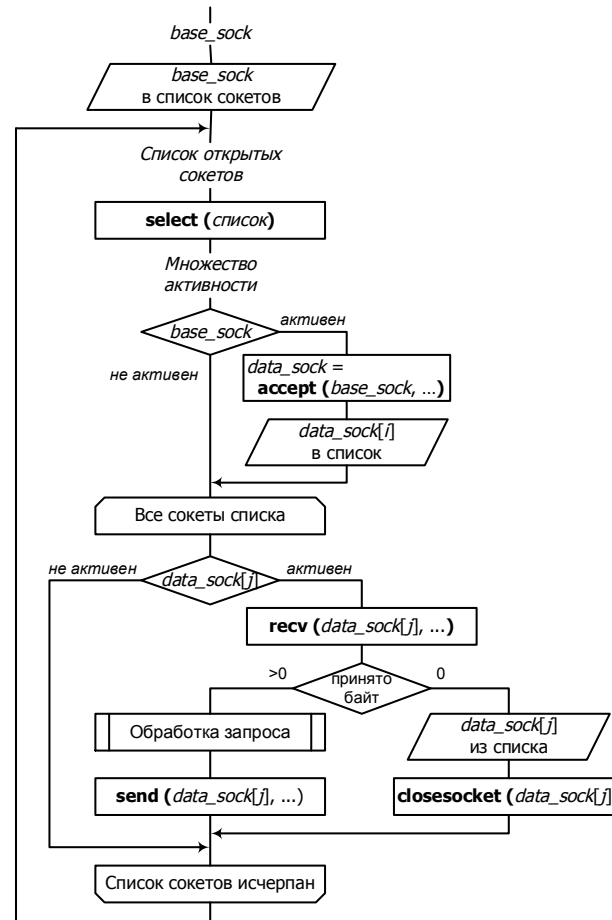 base_sock
base_sock
в список сокетов
Список открытых
сокетов
select (список)
Множество
активности
base_sock
активен
не активен
data_sock =
accept (base_sock, ...)
data_sock[i]
в список
Все сокеты списка
не активен
data_sock[j]
активен
recv (data_sock[j], ...)
>0
принято
байт
0
Обработка запроса
data_sock[j]
из списка
send (data_sock[j], ...)
closesocket (data_sock[j]
Список сокетов исчерпан